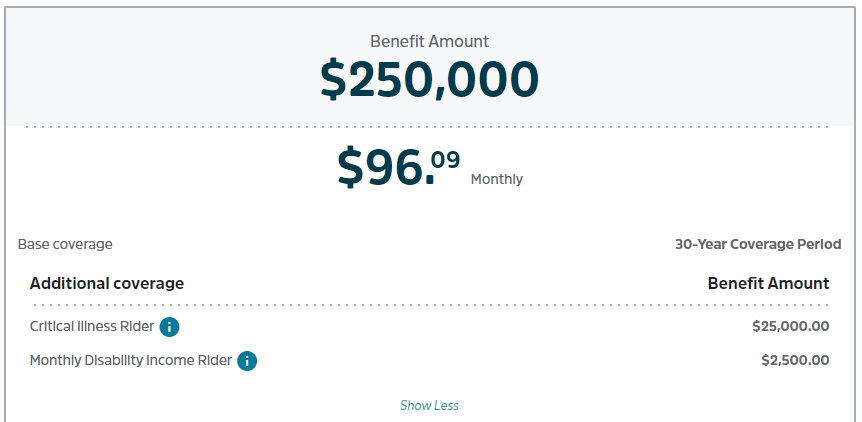 Benefit Amount
$250,000
$96.09 Monthly
Base coverage 30-Year Coverage Period
Additional coverage Benefit Amount
Critical Illness Rider i $25,000.00
Monthly Disability Income Rider i $2,500.00
Show Less